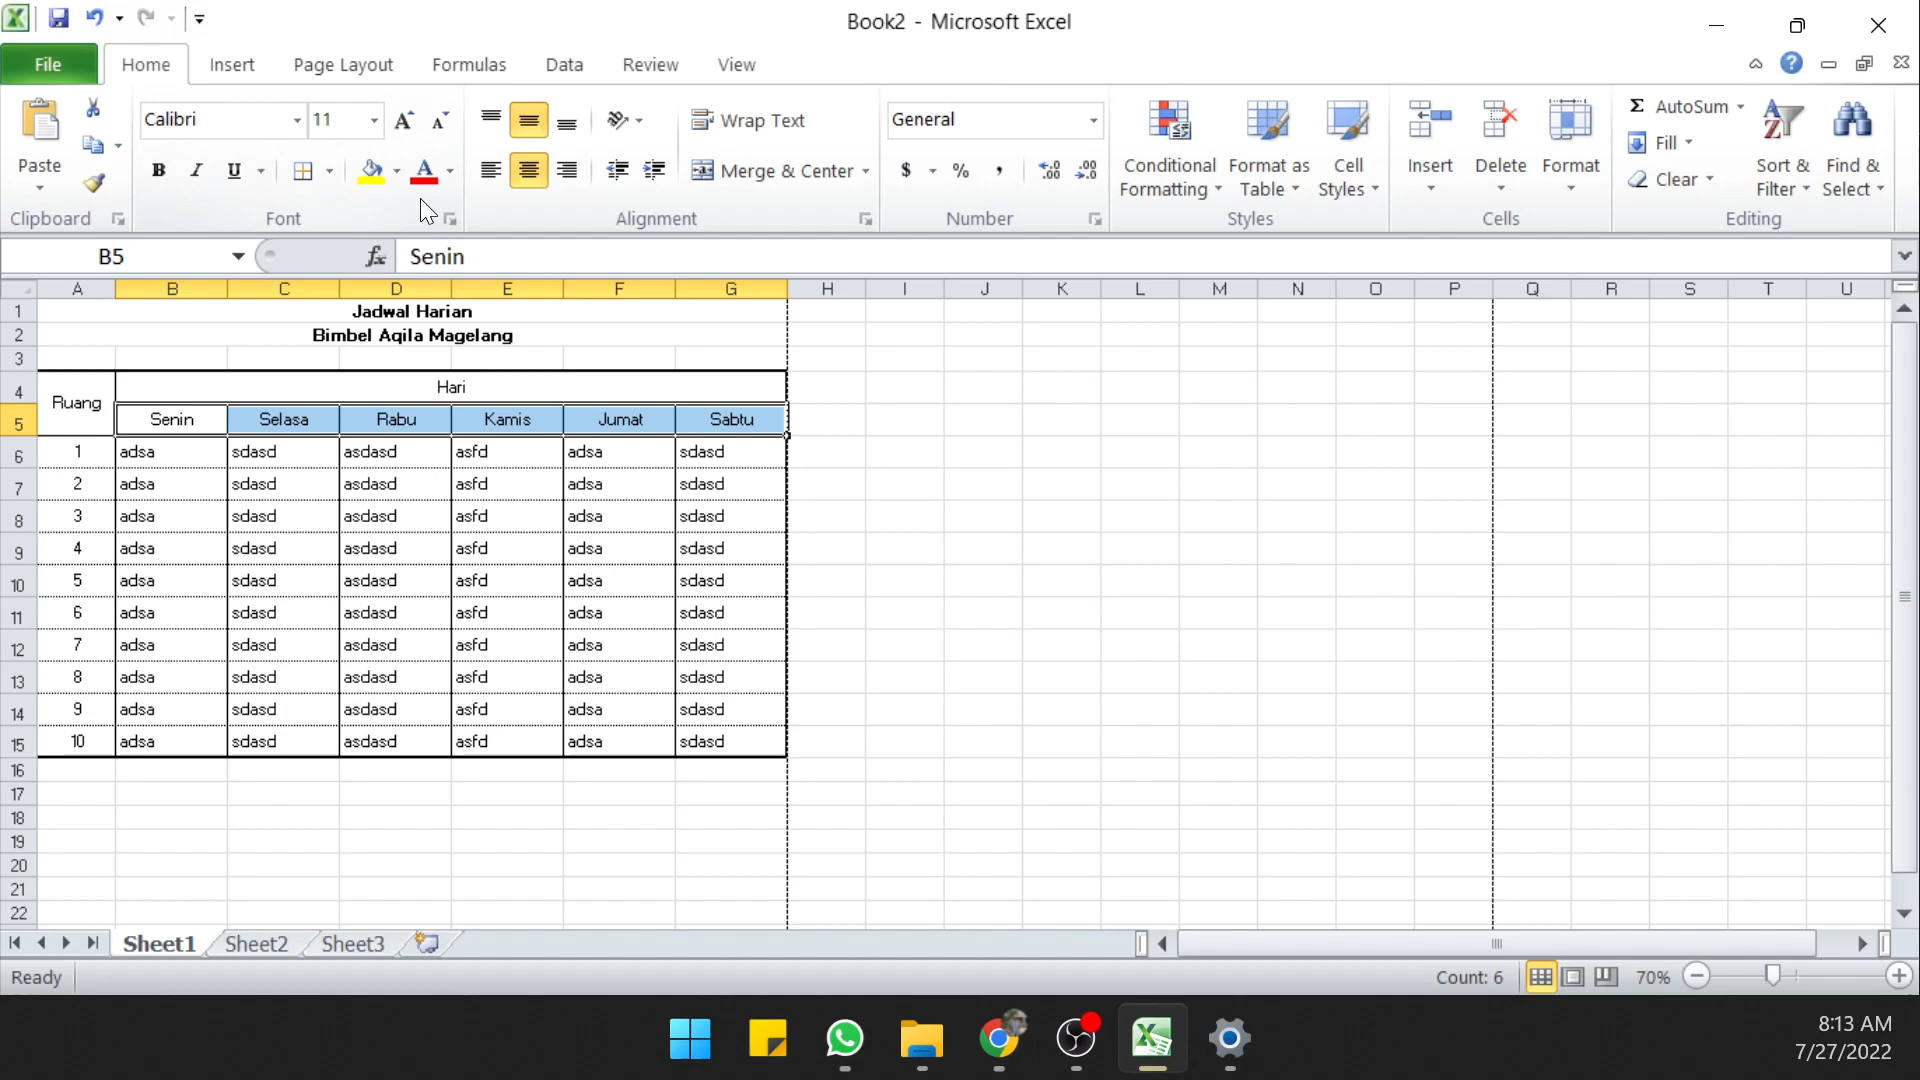 Book2 - Microsoft Excel
File Home Insert Page Layout Formulas Data Review View
Calibri 11 Wrap Text General Σ AutoSum
Paste B I U Merge & Center $ % , Conditional Formatting Format as Table Cell Styles Insert Delete Format Fill Clear Sort & Filter Find & Select
Clipboard Font Alignment Number Styles Cells Editing
B5 fx Senin
A B C D E F G H I J K L M N O P Q R S T U
1 Jadwal Harian
2 Bimbel Aqila Magelang
3
4 Ruang Hari
5 Senin Selasa Rabu Kamis Jumat Sabtu
6 1 adsa sdasd asdasd asfd adsa sdasd
7 2 adsa sdasd asdasd asfd adsa sdasd
8 3 adsa sdasd asdasd asfd adsa sdasd
9 4 adsa sdasd asdasd asfd adsa sdasd
10 5 adsa sdasd asdasd asfd adsa sdasd
11 6 adsa sdasd asdasd asfd adsa sdasd
12 7 adsa sdasd asdasd asfd adsa sdasd
13 8 adsa sdasd asdasd asfd adsa sdasd
14 9 adsa sdasd asdasd asfd adsa sdasd
15 10 adsa sdasd asdasd asfd adsa sdasd
16
17
18
19
20
21
22
Sheet1 Sheet2 Sheet3
Ready Count: 6 70%
8:13 AM
7/27/2022